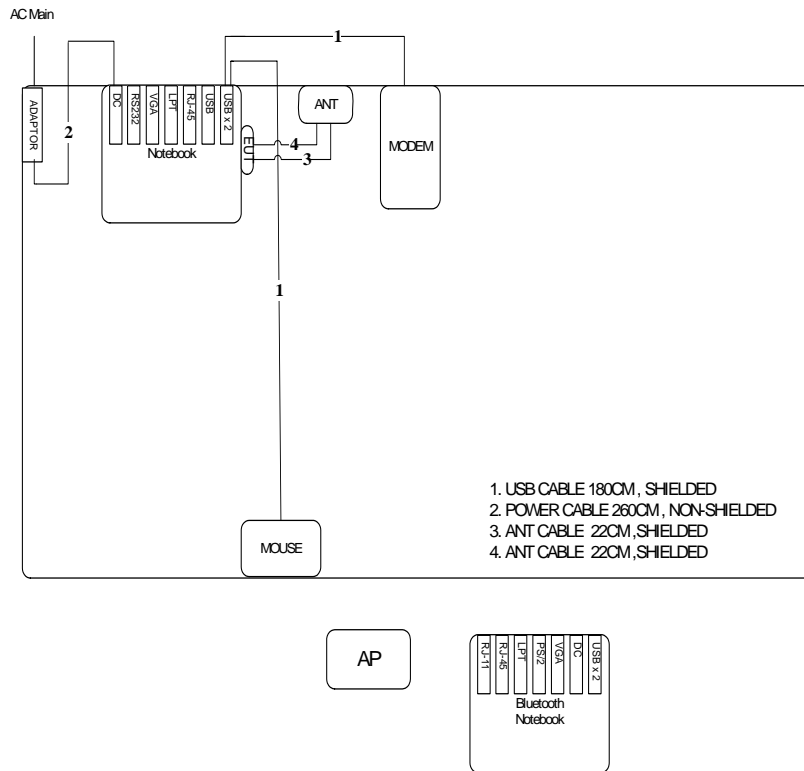 AC Main
1
ADAPTOR
2
DC
RS232
VGA
LPT
RJ-45
USB
USB x 2
Notebook
EUT
ANT
4
3
MODEM
1
MOUSE
1. USB CABLE 180CM , SHIELDED
2. POWER CABLE 260CM , NON-SHIELDED
3. ANT CABLE 22CM ,SHIELDED
4. ANT CABLE 22CM ,SHIELDED
AP
RJ-11
RJ-45
LPT
PS/2
VGA
DC
USB x 2
Bluetooth
Notebook